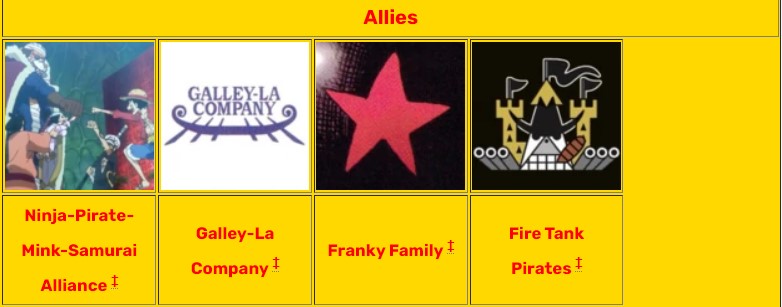 Allies
GALLEY-LA
COMPANY
Ninja-Pirate-
Mink-Samurai
Alliance ‡
Galley-La
Company ‡
Franky Family ‡
Fire Tank
Pirates ‡